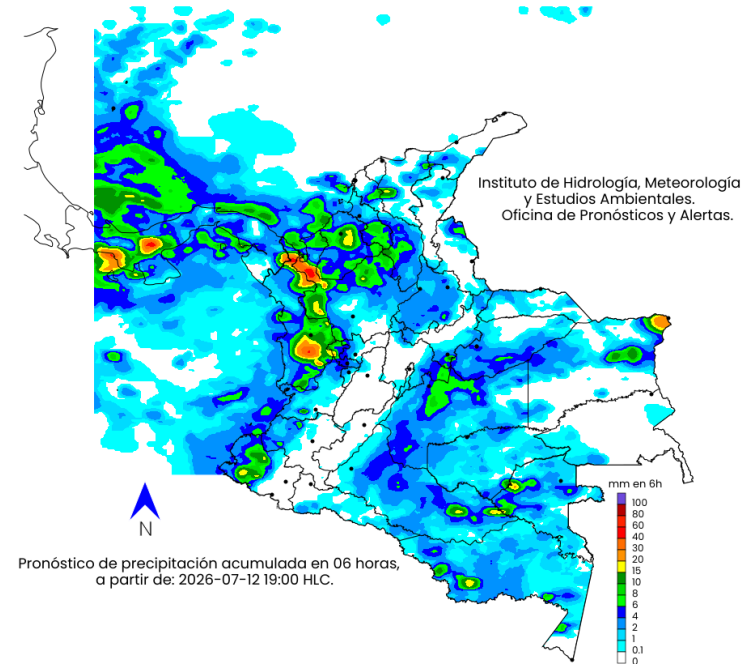 Instituto de Hidrología, Meteorología
y Estudios Ambientales.
Oficina de Pronósticos y Alertas.
mm en 6h
100
80
60
40
30
20
15
10
8
6
4
2
1
0.1
0
N
Pronóstico de precipitación acumulada en 06 horas,
a partir de: 2026-07-12 19:00 HLC.